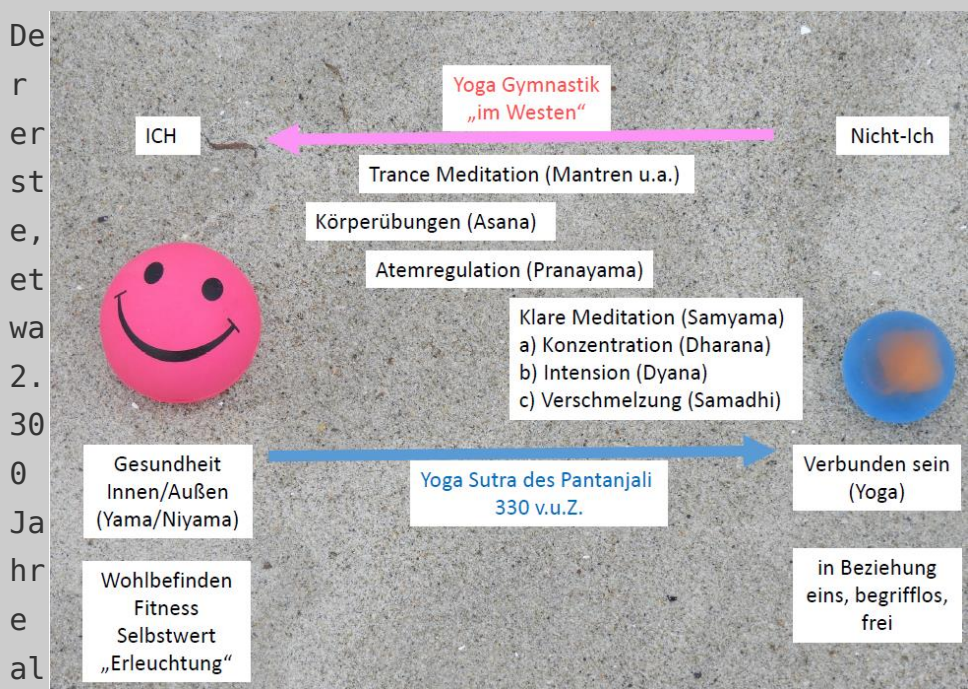 De
r
er
st
e,
et
wa
2.
30
0
Ja
hr
e
al
Yoga Gymnastik
„im Westen“
ICH
Nicht-Ich
Trance Meditation (Mantren u.a.)
Körperübungen (Asana)
Atemregulation (Pranayama)
Klare Meditation (Samyama)
a) Konzentration (Dharana)
b) Intension (Dyana)
c) Verschmelzung (Samadhi)
Gesundheit
Innen/Außen
(Yama/Niyama)
Yoga Sutra des Pantanjali
330 v.u.Z.
Verbunden sein
(Yoga)
Wohlbefinden
Fitness
Selbstwert
„Erleuchtung“
in Beziehung
eins, begrifflos,
frei